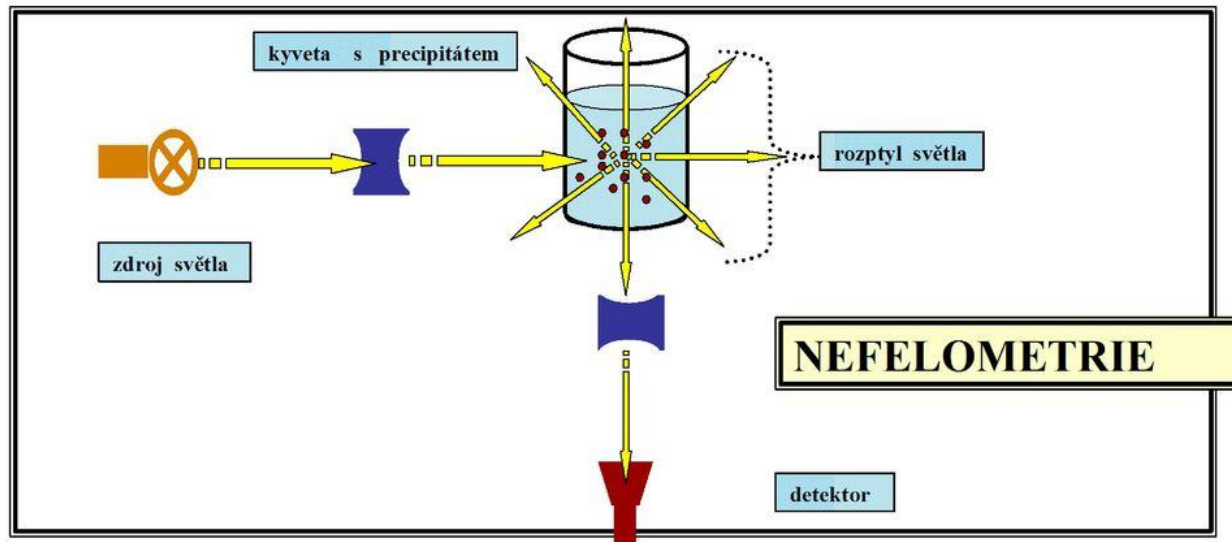 kyveta s precipitátem
rozptyl světla
zdroj světla
NEFELOMETRIE
detektor